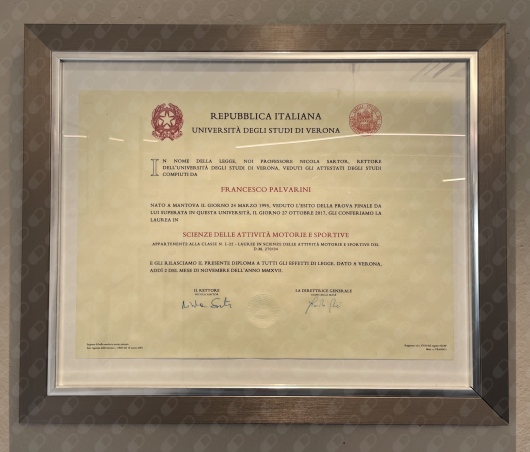 REPUBBLICA ITALIANA
UNIVERSITÀ DEGLI STUDI DI VERONA
IN NOME DELLA LEGGE, NOI PROFESSORE NICOLA SARTOR, RETTORE
DELL'UNIVERSITÀ DEGLI STUDI DI VERONA, VEDUTI GLI ATTESTATI DEGLI STUDI
COMPIUTI DA
FRANCESCO PALVARINI
NATO A MANTOVA IL GIORNO 24 MARZO 1995, VEDUTO L'ESITO DELLA PROVA FINALE DA
LUI SUPERATA IN QUESTA UNIVERSITÀ, IL GIORNO 27 OTTOBRE 2017, GLI CONFERIAMO LA
LAUREA IN
SCIENZE DELLE ATTIVITÀ MOTORIE E SPORTIVE
APPARTENENTE ALLA CLASSE N. L-22 - LAUREE IN SCIENZE DELLE ATTIVITÀ MOTORIE E SPORTIVE DEL
D.M. 270/04
E GLI RILASCIAMO IL PRESENTE DIPLOMA A TUTTI GLI EFFETTI DI LEGGE. DATO A VERONA,
ADDÌ 2 DEL MESE DI NOVEMBRE DELL'ANNO MMXVII.
IL RETTORE
NICOLA SARTOR
LA DIRETTRICE GENERALE